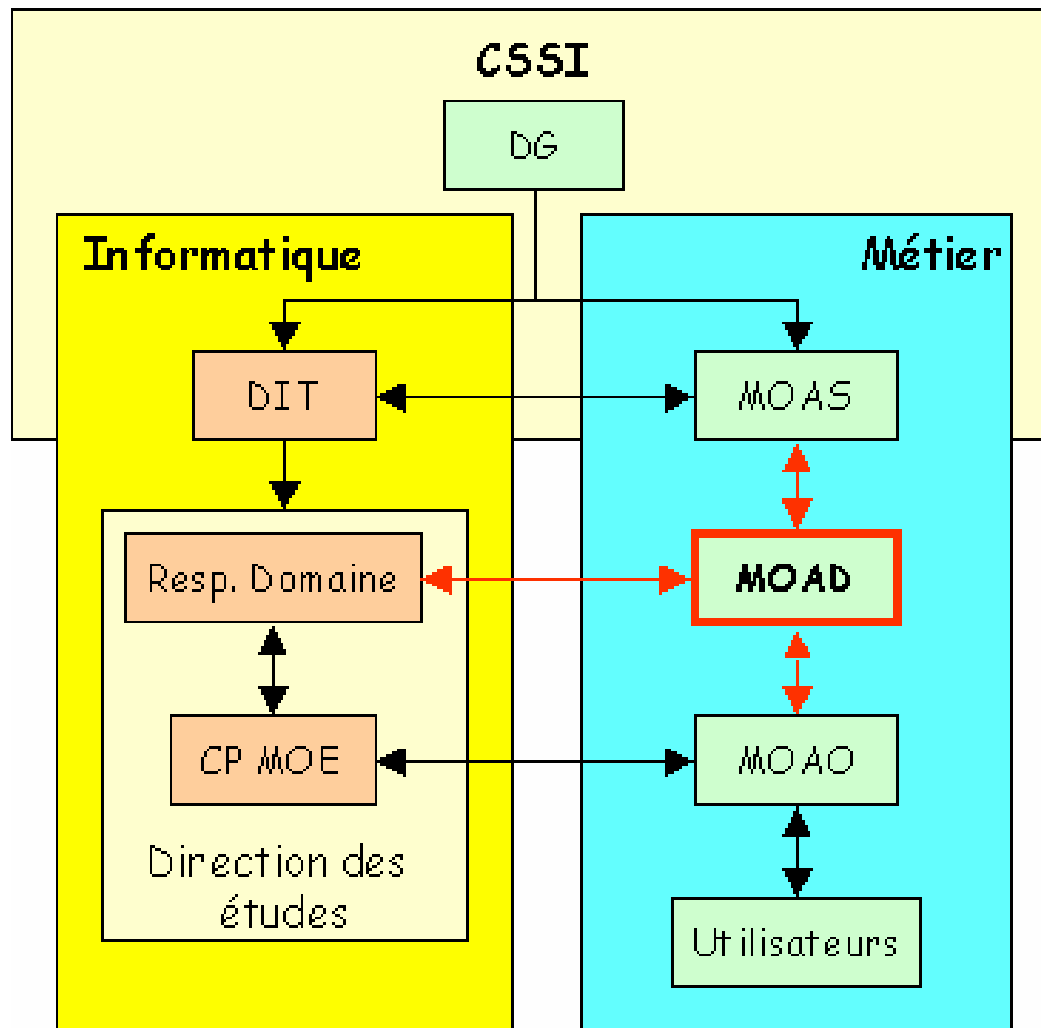 CSSI
DG
Informatique
Métier
DIT
MOAS
Resp. Domaine
MOAD
CP MOE
MOAO
Direction des
études
Utilisateurs